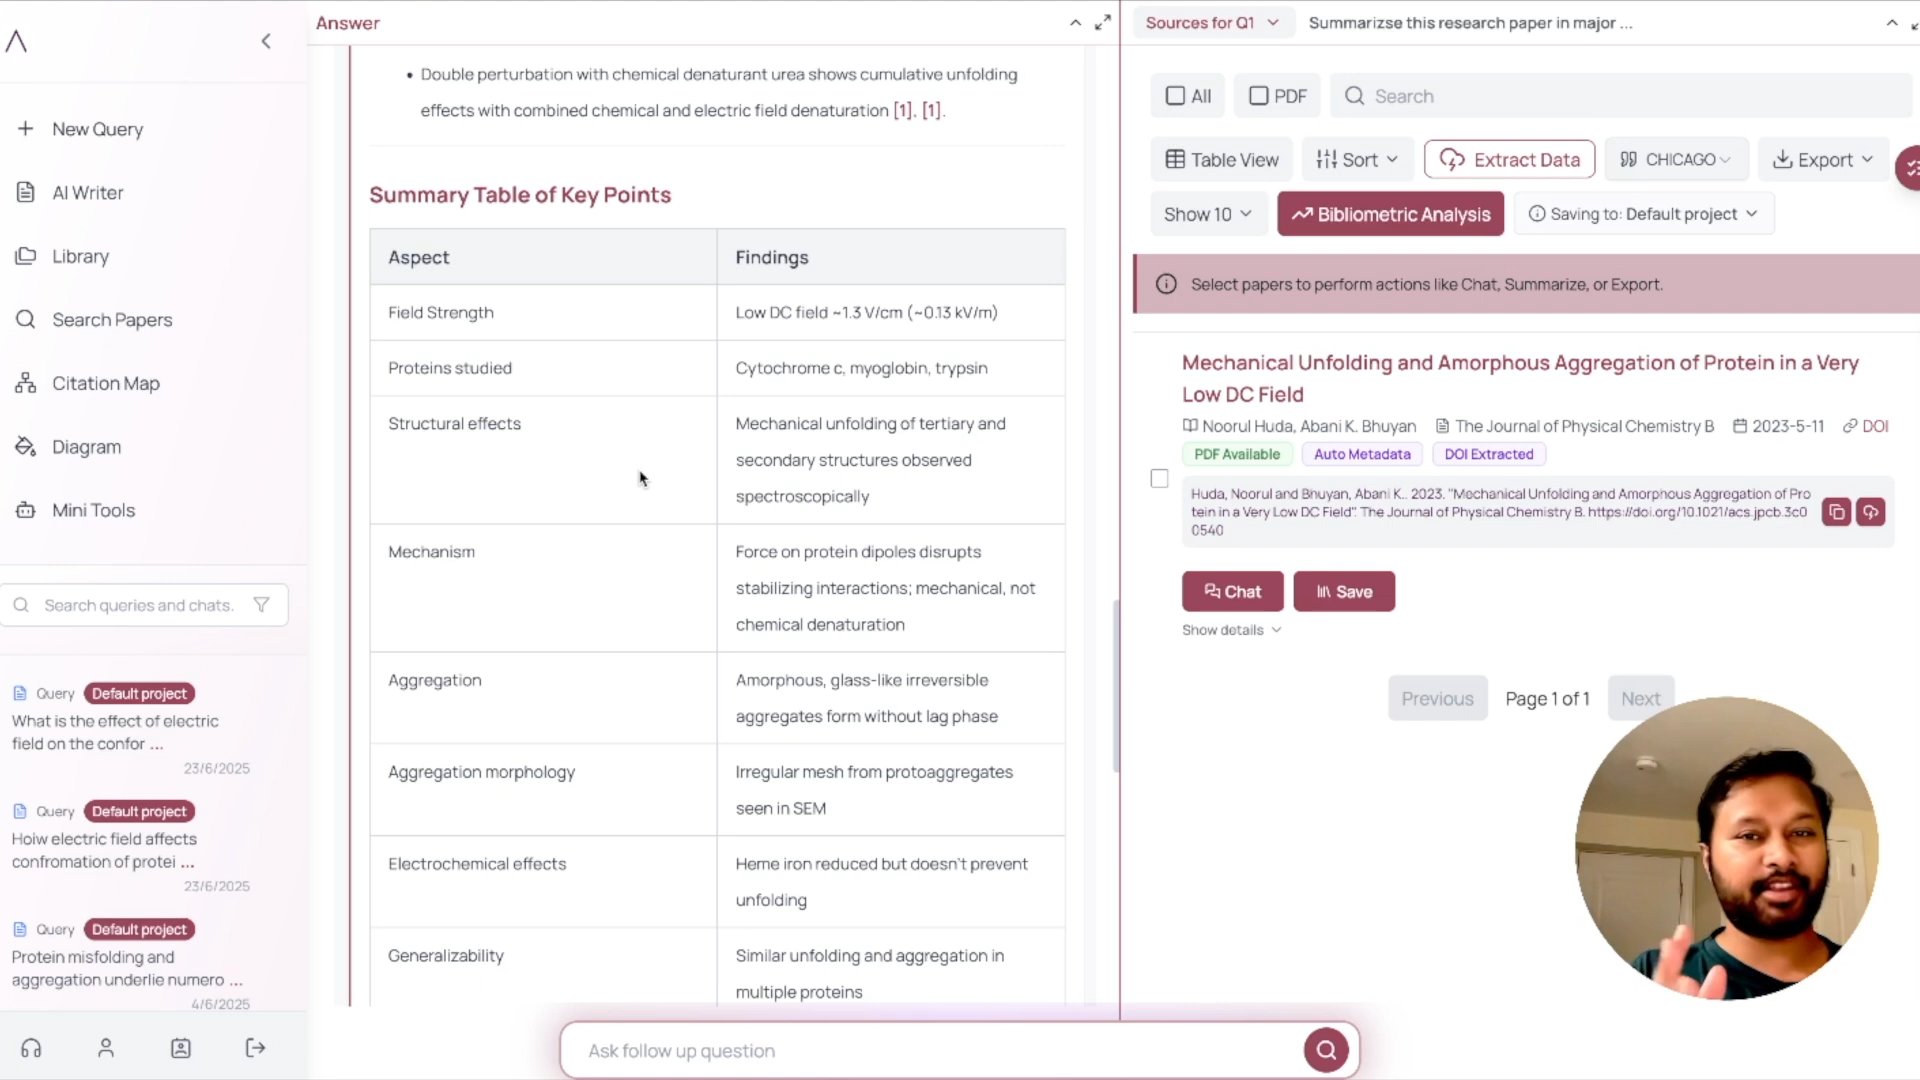 New Query
AI Writer
Library
Search Papers
Citation Map
Diagram
Mini Tools
Search queries and chats.
Query Default project
What is the effect of electric
field on the confor ...
23/6/2025
Query Default project
Hoiw electric field affects
confromation of protei ...
23/6/2025
Query Default project
Protein misfolding and
aggregation underlie numero ...
4/6/2025
Answer
• Double perturbation with chemical denaturant urea shows cumulative unfolding
effects with combined chemical and electric field denaturation [1], [1].
Summary Table of Key Points
Aspect Findings
Field Strength Low DC field ~1.3 V/cm (~0.13 kV/m)
Proteins studied Cytochrome c, myoglobin, trypsin
Structural effects Mechanical unfolding of tertiary and
secondary structures observed
spectroscopically
Mechanism Force on protein dipoles disrupts
stabilizing interactions; mechanical, not
chemical denaturation
Aggregation Amorphous, glass-like irreversible
aggregates form without lag phase
Aggregation morphology Irregular mesh from protoaggregates
seen in SEM
Electrochemical effects Heme iron reduced but doesn't prevent
unfolding
Generalizability Similar unfolding and aggregation in
multiple proteins
Ask follow up question
Sources for Q1 Summarizse this research paper in major ...
All PDF Search
Table View Sort Extract Data CHICAGO Export
Show 10 Bibliometric Analysis Saving to: Default project
Select papers to perform actions like Chat, Summarize, or Export.
Mechanical Unfolding and Amorphous Aggregation of Protein in a Very
Low DC Field
Noorul Huda, Abani K. Bhuyan The Journal of Physical Chemistry B 2023-5-11 DOI
PDF Available Auto Metadata DOI Extracted
Huda, Noorul and Bhuyan, Abani K.. 2023. "Mechanical Unfolding and Amorphous Aggregation of Pro
tein in a Very Low DC Field". The Journal of Physical Chemistry B. https://doi.org/10.1021/acs.jpcb.3c0
0540
Chat Save
Show details
Previous Page 1 of 1 Next